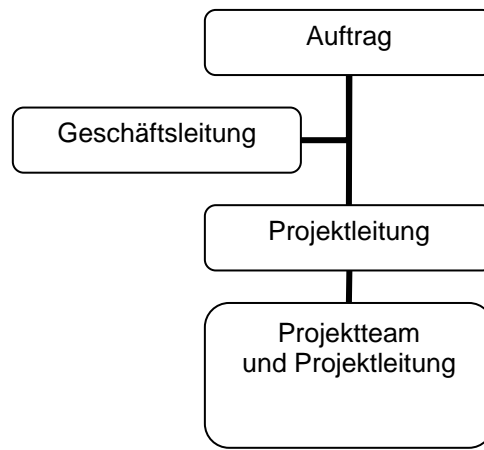 Auftrag
Geschäftsleitung
Projektleitung
Projektteam
und Projektleitung